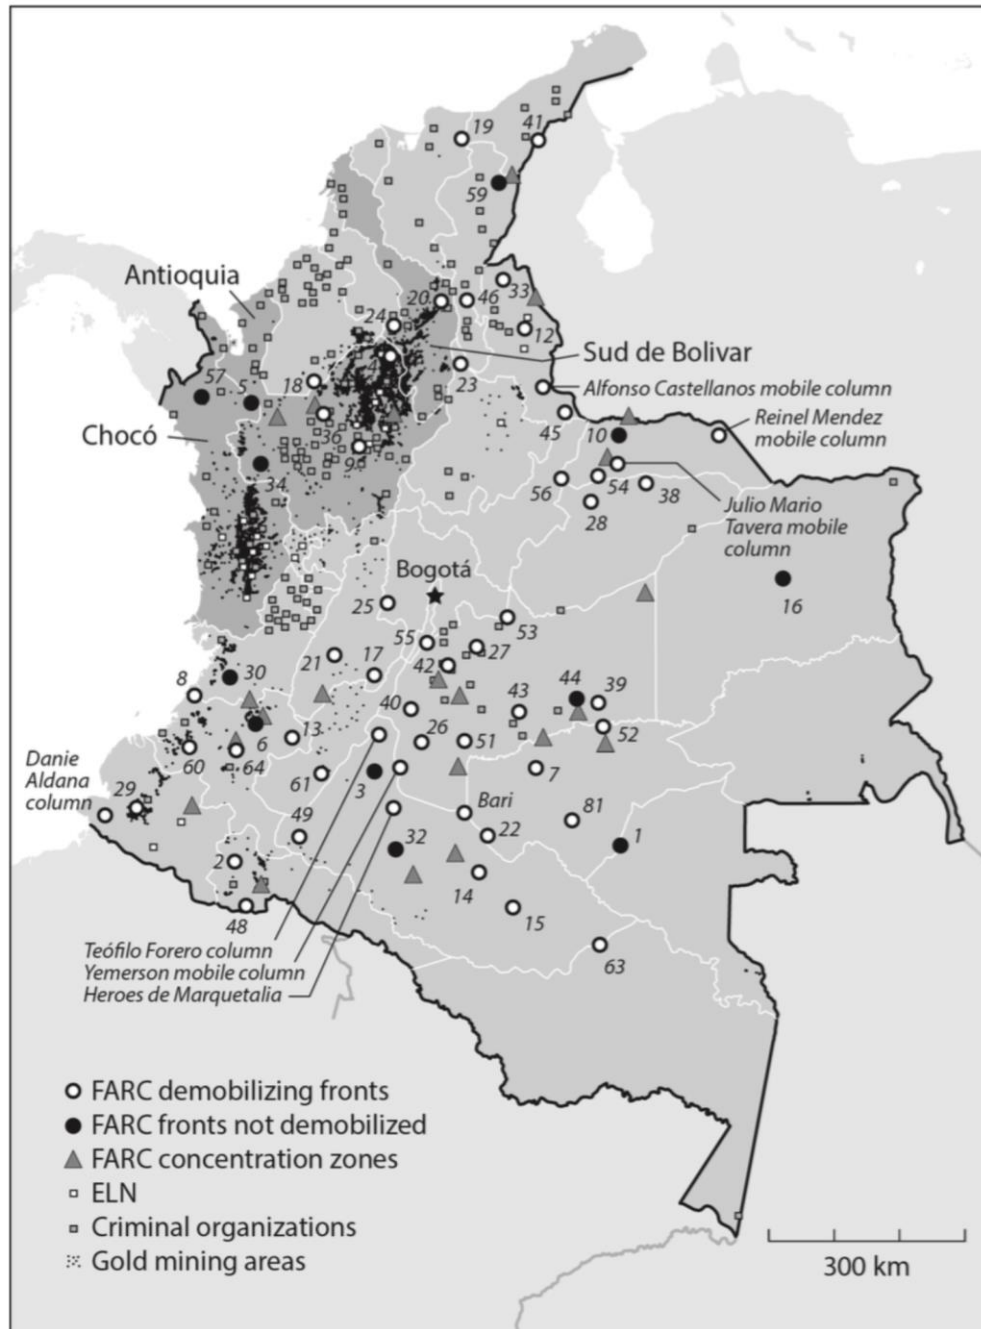 19
41
59
Antioquia
33
20
46
24
12
Sud de Bolivar
4
57
5
18
23
Alfonso Castellanos mobile column
Chocó
36
45
10
Reinel Mendez
mobile column
9
34
56
54
38
28
Julio Mario
Tavera mobile
column
Bogotá
16
25
53
55
27
21
17
42
8
30
44
39
40
43
13
26
6
51
52
Danie
Aldana
column
60
64
61
3
7
29
49
Bari
81
32
22
1
2
14
15
48
63
Teófilo Forero column
Yemerson mobile column
Heroes de Marquetalia
FARC demobilizing fronts
FARC fronts not demobilized
FARC concentration zones
ELN
Criminal organizations
Gold mining areas
300 km